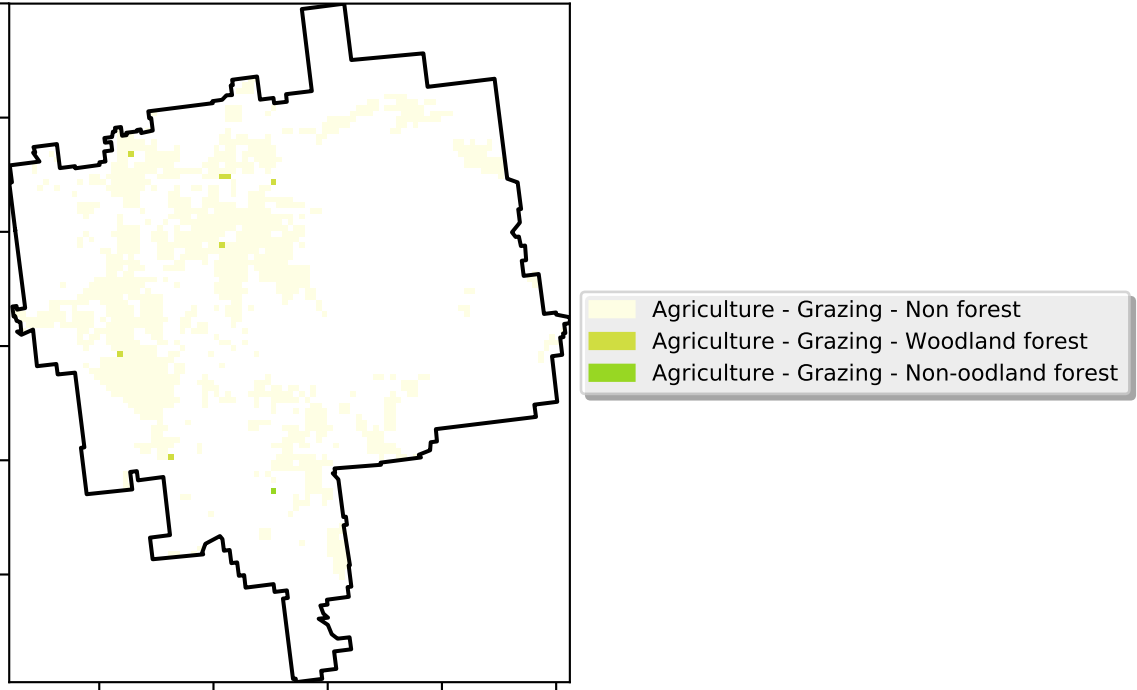 Agriculture - Grazing - Non forest
Agriculture - Grazing - Woodland forest
Agriculture - Grazing - Non-oodland forest